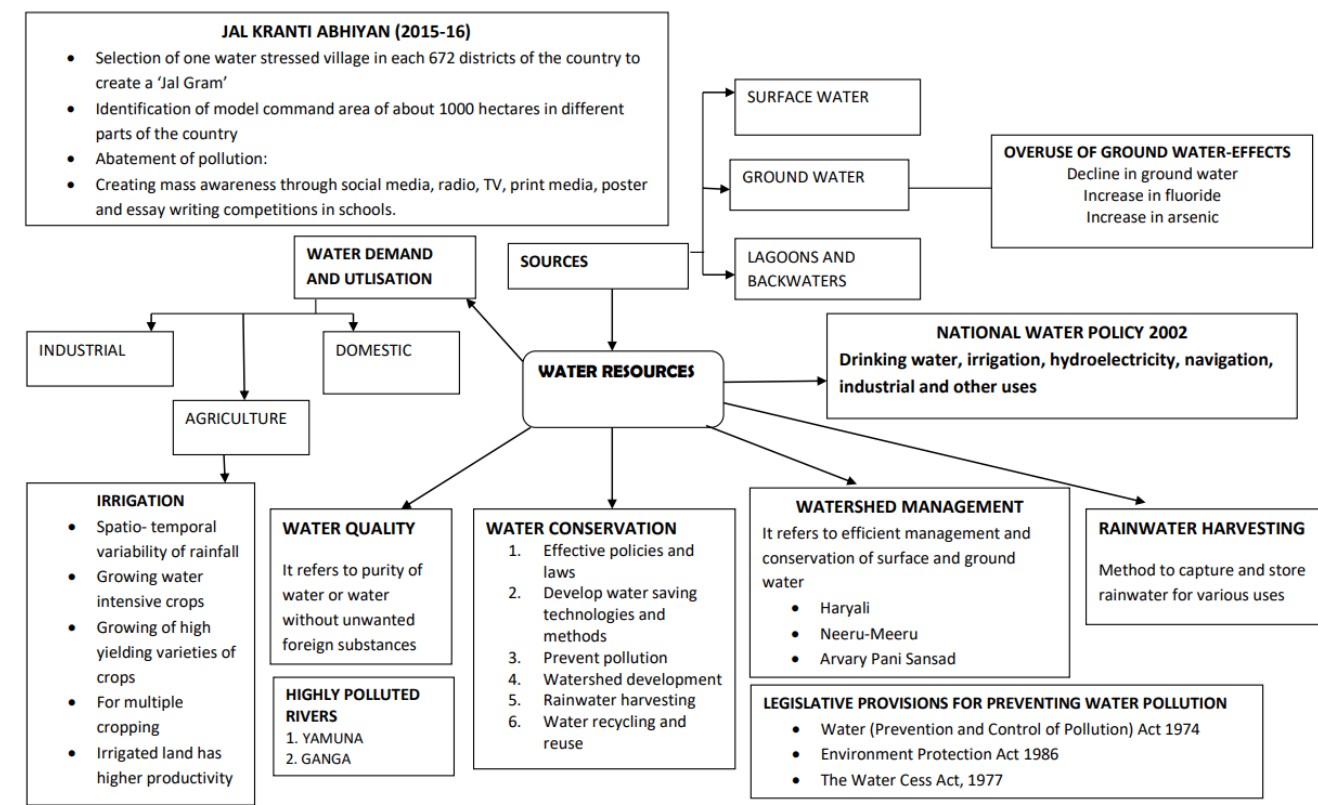 JAL KRANTI ABHIYAN (2015-16)
• Selection of one water stressed village in each 672 districts of the country to
create a ‘Jal Gram’
• Identification of model command area of about 1000 hectares in different
parts of the country
• Abatement of pollution:
• Creating mass awareness through social media, radio, TV, print media, poster
and essay writing competitions in schools.
SURFACE WATER
GROUND WATER
LAGOONS AND
BACKWATERS
OVERUSE OF GROUND WATER-EFFECTS
Decline in ground water
Increase in fluoride
Increase in arsenic
WATER DEMAND
AND UTLISATION
SOURCES
INDUSTRIAL
DOMESTIC
AGRICULTURE
WATER RESOURCES
NATIONAL WATER POLICY 2002
Drinking water, irrigation, hydroelectricity, navigation,
industrial and other uses
IRRIGATION
• Spatio- temporal
variability of rainfall
• Growing water
intensive crops
• Growing of high
yielding varieties of
crops
• For multiple
cropping
• Irrigated land has
higher productivity
WATER QUALITY
It refers to purity of
water or water
without unwanted
foreign substances
HIGHLY POLLUTED
RIVERS
1. YAMUNA
2. GANGA
WATER CONSERVATION
1. Effective policies and
laws
2. Develop water saving
technologies and
methods
3. Prevent pollution
4. Watershed development
5. Rainwater harvesting
6. Water recycling and
reuse
WATERSHED MANAGEMENT
It refers to efficient management and
conservation of surface and ground
water
• Haryali
• Neeru-Meeru
• Arvary Pani Sansad
RAINWATER HARVESTING
Method to capture and store
rainwater for various uses
LEGISLATIVE PROVISIONS FOR PREVENTING WATER POLLUTION
• Water (Prevention and Control of Pollution) Act 1974
• Environment Protection Act 1986
• The Water Cess Act, 1977